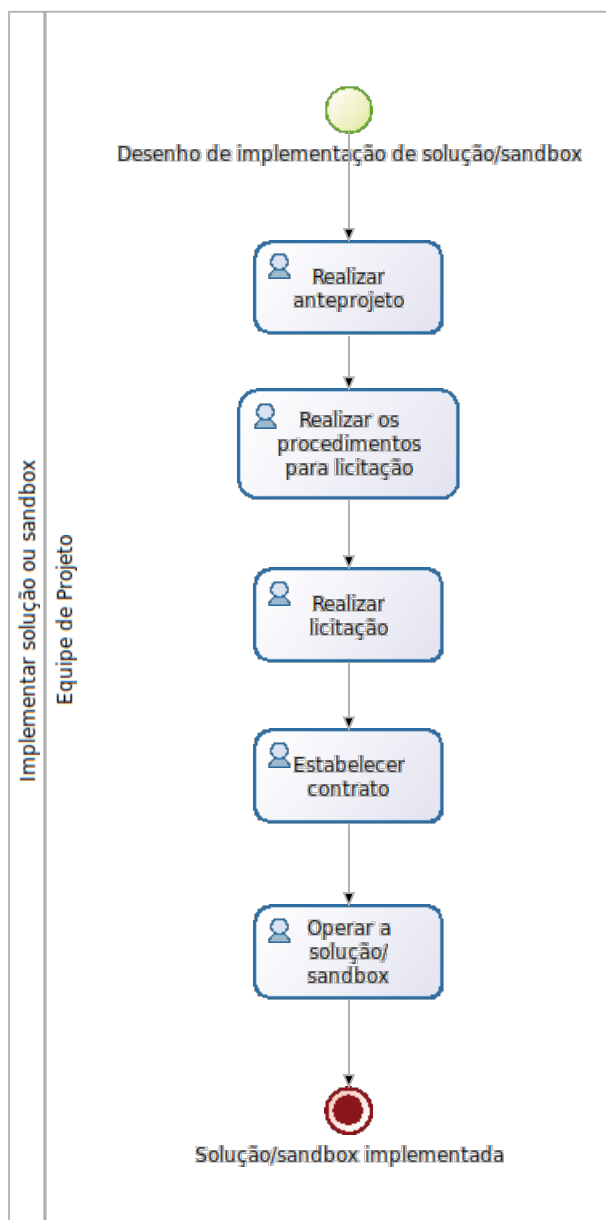 Implementar solução ou sandbox
Equipe de Projeto
Desenho de implementação de solução/sandbox
Realizar
anteprojeto
Realizar os
procedimentos
para licitação
Realizar
licitação
Estabelecer
contrato
Operar a
solução/
sandbox
Solução/sandbox implementada